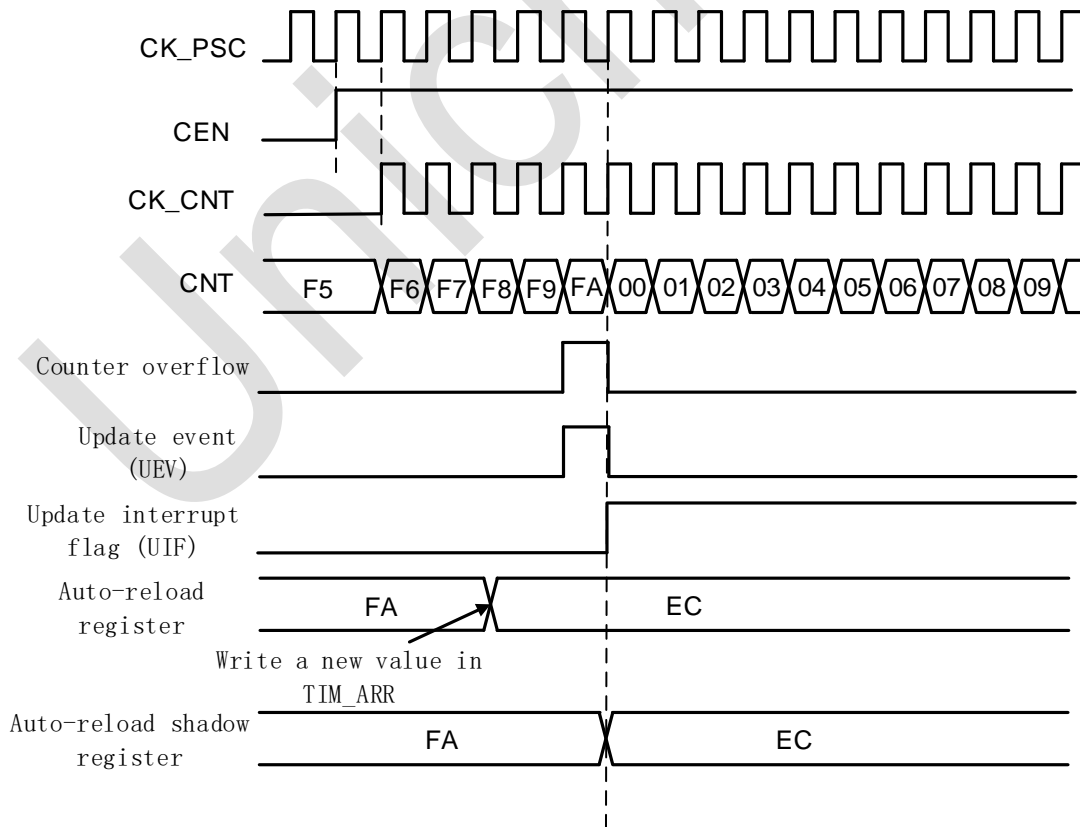 CK_PSC
CEN
CK_CNT
CNT
F5 F6 F7 F8 F9 FA 00 01 02 03 04 05 06 07 08 09
Counter overflow
Update event
(UEV)
Update interrupt
flag (UIF)
Auto-reload
register
FA EC
Write a new value in
TIM_ARR
Auto-reload shadow
register
FA EC